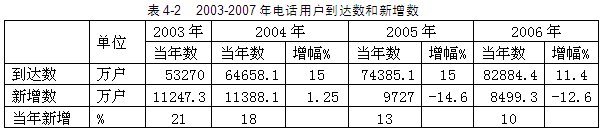 表 4-2 2003-2007 年电话用户到达数和新增数
单位 2003 年 2004 年 2005 年 2006 年
当年数 当年数 增幅% 当年数 增幅% 当年数 增幅%
到达数 万户 53270 64658.1 15 74385.1 15 82884.4 11.4
新增数 万户 11247.3 11388.1 1.25 9727 -14.6 8499.3 -12.6
当年新增 % 21 18 13 10